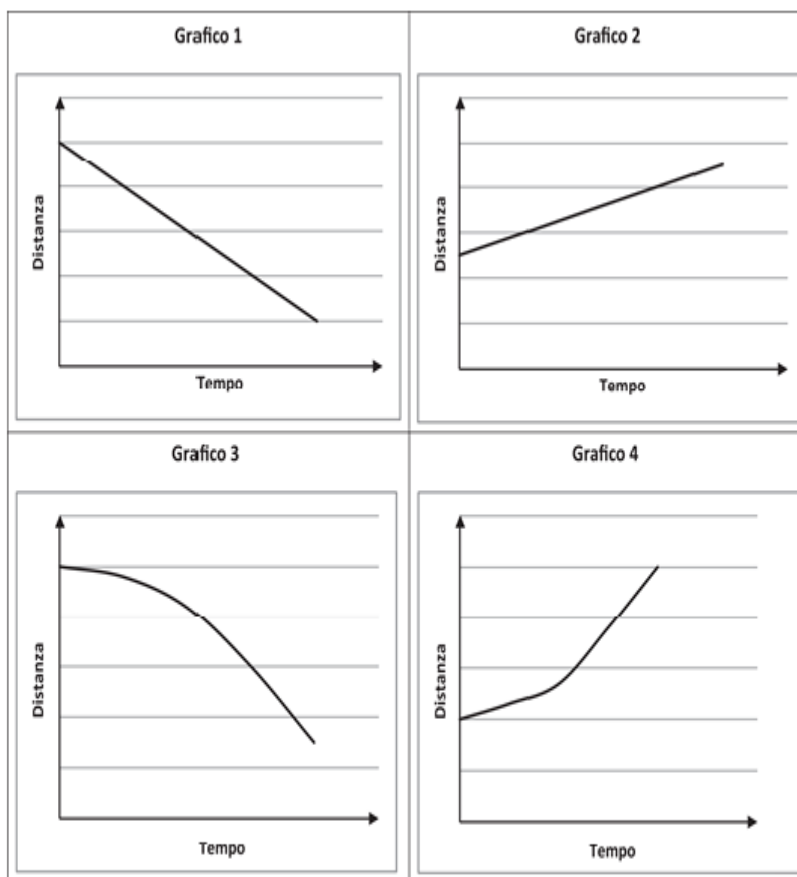 Grafico 1
Distanza
Tempo
Grafico 2
Distanza
Tempo
Grafico 3
Distanza
Tempo
Grafico 4
Distanza
Tempo